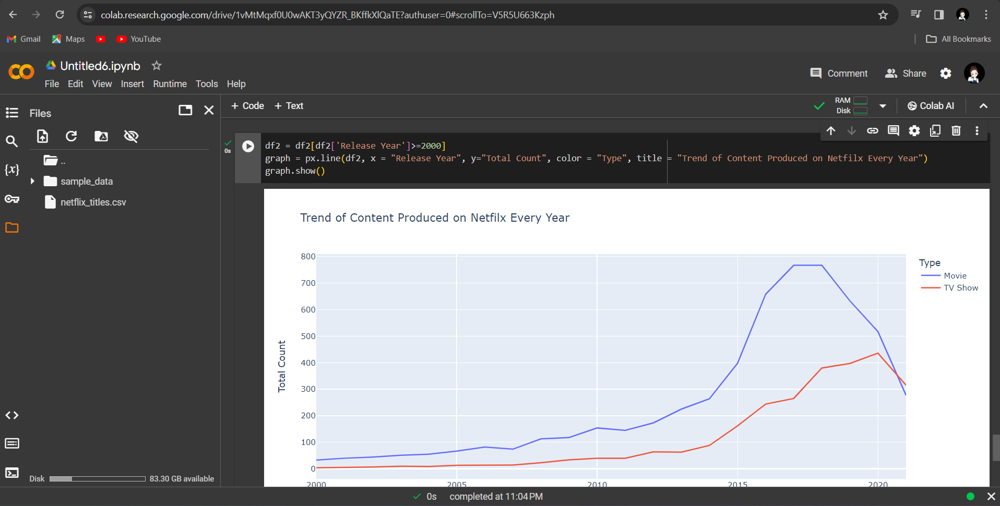 colab.research.google.com/drive/1vMtMqxf0U0wAKT3yQYZR_BKffkXlQaTE?authuser=0#scrollTo=V5R5U663Kzph
Gmail Maps YouTube All Bookmarks
Untitled6.ipynb
File Edit View Insert Runtime Tools Help
Comment Share
Files
+ Code + Text
RAM
Disk
Colab AI
..
sample_data
netflix_titles.csv
{x}
Disk 83.30 GB available
0s
df2 = df2[df2['Release Year']>=2000]
graph = px.line(df2, x = "Release Year", y="Total Count", color = "Type", title = "Trend of Content Produced on Netfilx Every Year")
graph.show()
Trend of Content Produced on Netfilx Every Year
Total Count
800
700
600
500
400
300
200
100
0
2000 2005 2010 2015 2020
Type
Movie
TV Show
0s completed at 11:04 PM